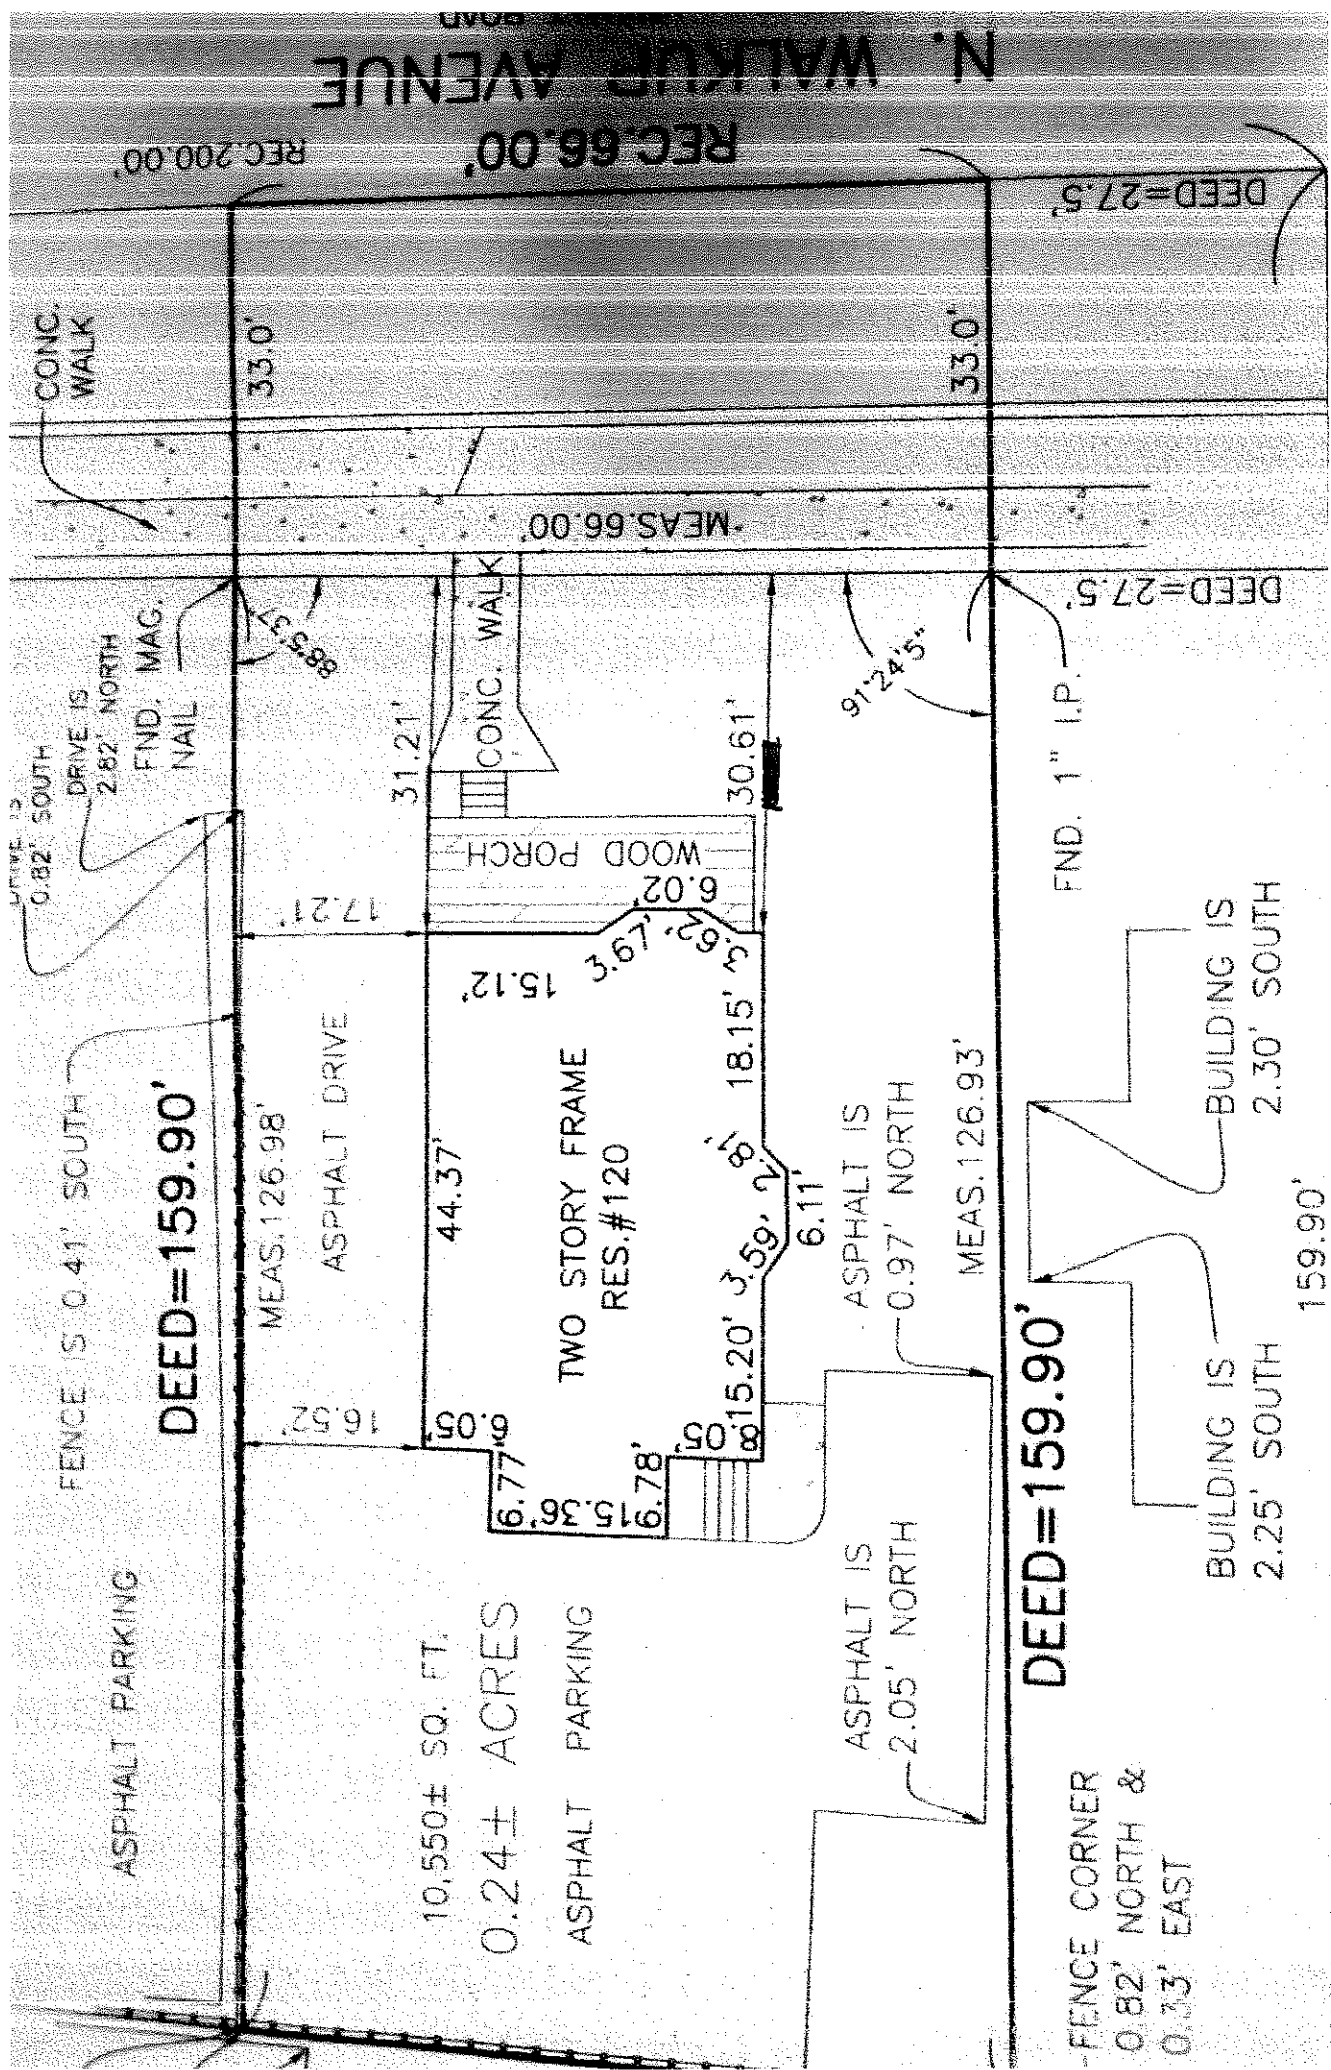 N. WALKUP AVENUE
REC.66.00'
REC.200.00'
DEED=27.5'
CONC.
WALK
33.0'
33.0'
MEAS.66.00'
DEED=27.5'
FND. MAG.
NAIL
88°5'37"
CONC. WALK
91°24'5"
FND. 1" I.P.
0.82' SOUTH
DRIVE IS
2.82' NORTH
31.21'
30.61'
WOOD PORCH
17.21'
15.12'
3.67'
6.02'
3.62'
18.15'
FENCE IS 0.41' SOUTH
DEED=159.90'
MEAS.126.98'
ASPHALT DRIVE
44.37'
TWO STORY FRAME
RES.#120
2.81'
6.11'
3.59'
15.20'
ASPHALT IS
0.97' NORTH
MEAS.126.93'
BUILDING IS
2.30' SOUTH
BUILDING IS
2.25' SOUTH
159.90'
DEED=159.90'
16.52'
6.05'
9.77'
15.36'
9.78'
8.05'
ASPHALT PARKING
10,550± SQ. FT.
0.24± ACRES
ASPHALT PARKING
ASPHALT IS
2.05' NORTH
FENCE CORNER
0.82' NORTH &
0.33' EAST